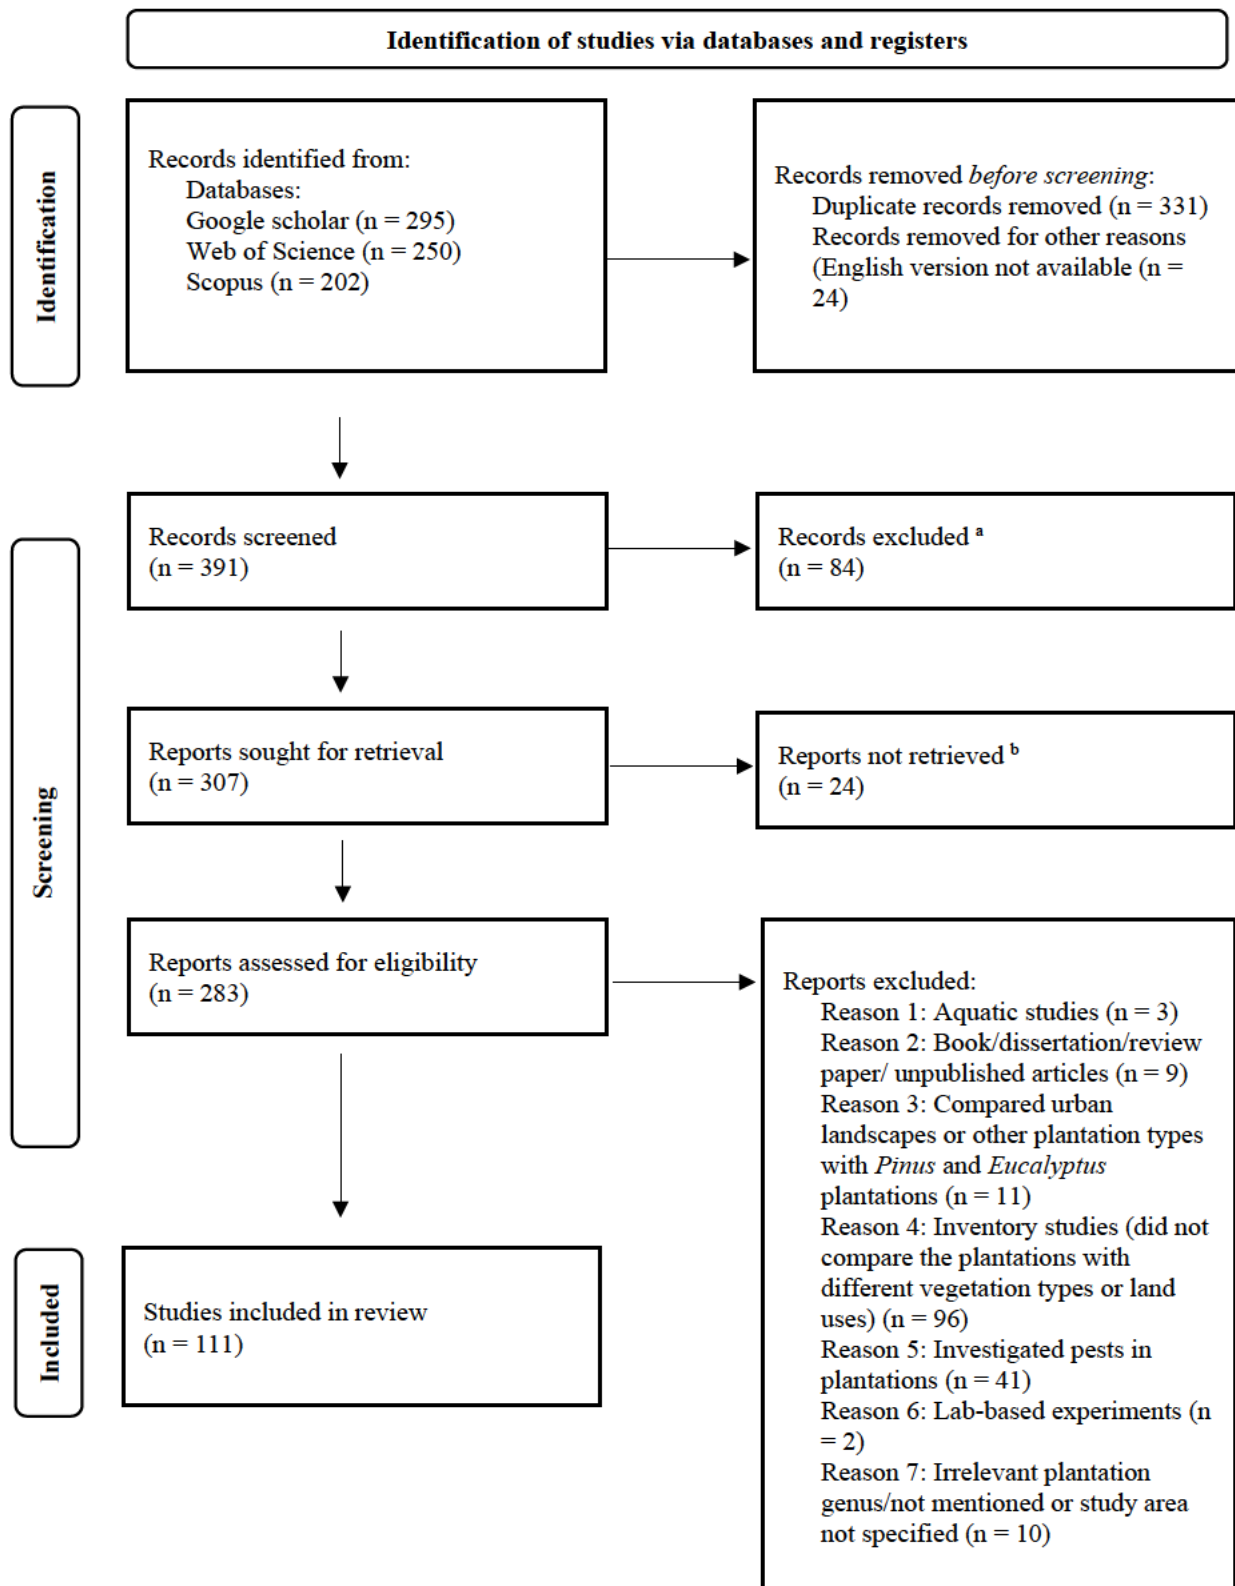 Identification of studies via databases and registers
Identification
Records identified from:
Databases:
Google scholar (n = 295)
Web of Science (n = 250)
Scopus (n = 202)
Records removed before screening:
Duplicate records removed (n = 331)
Records removed for other reasons
(English version not available (n =
24)
Screening
Records screened
(n = 391)
Records excluded a
(n = 84)
Reports sought for retrieval
(n = 307)
Reports not retrieved b
(n = 24)
Reports assessed for eligibility
(n = 283)
Reports excluded:
Reason 1: Aquatic studies (n = 3)
Reason 2: Book/dissertation/review
paper/ unpublished articles (n = 9)
Reason 3: Compared urban
landscapes or other plantation types
with Pinus and Eucalyptus
plantations (n = 11)
Reason 4: Inventory studies (did not
compare the plantations with
different vegetation types or land
uses) (n = 96)
Reason 5: Investigated pests in
plantations (n = 41)
Reason 6: Lab-based experiments (n
= 2)
Reason 7: Irrelevant plantation
genus/not mentioned or study area
not specified (n = 10)
Included
Studies included in review
(n = 111)